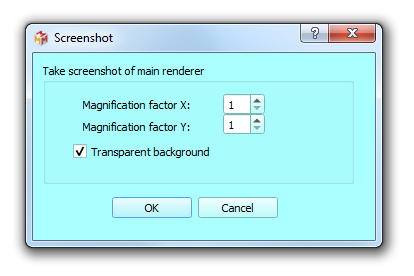 Screenshot
Take screenshot of main renderer
Magnification factor X: 1
Magnification factor Y: 1
Transparent background
OK Cancel